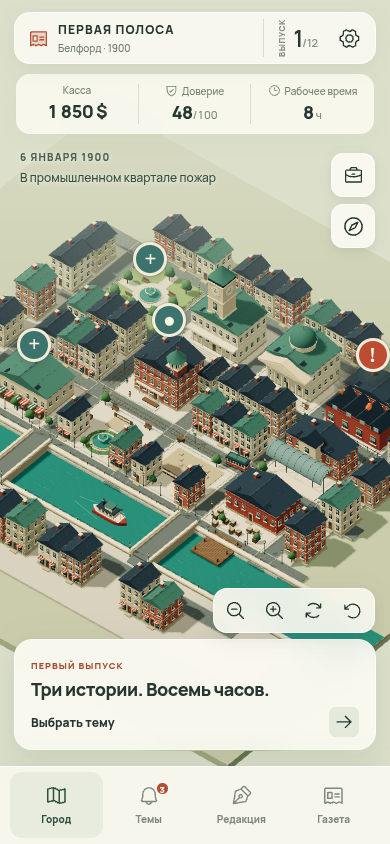 ПЕРВАЯ ПОЛОСА
Белфорд · 1900
ВЫПУСК
1/12
Касса
1 850 $
Доверие
48/100
Рабочее время
8 ч
6 ЯНВАРЯ 1900
В промышленном квартале пожар
+
+
!
ПЕРВЫЙ ВЫПУСК
Три истории. Восемь часов.
Выбрать тему
Город
3
Темы
Редакция
Газета